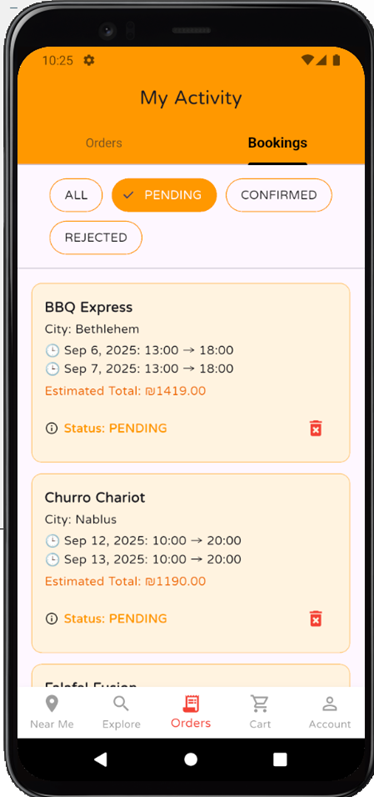 10:25
My Activity
Orders Bookings
ALL PENDING CONFIRMED
REJECTED
BBQ Express
City: Bethlehem
Sep 6, 2025: 13:00 → 18:00
Sep 7, 2025: 13:00 → 18:00
Estimated Total: ₪1419.00
Status: PENDING
Churro Chariot
City: Nablus
Sep 12, 2025: 10:00 → 20:00
Sep 13, 2025: 10:00 → 20:00
Estimated Total: ₪1190.00
Status: PENDING
Falafel Fusion
Near Me Explore Orders Cart Account